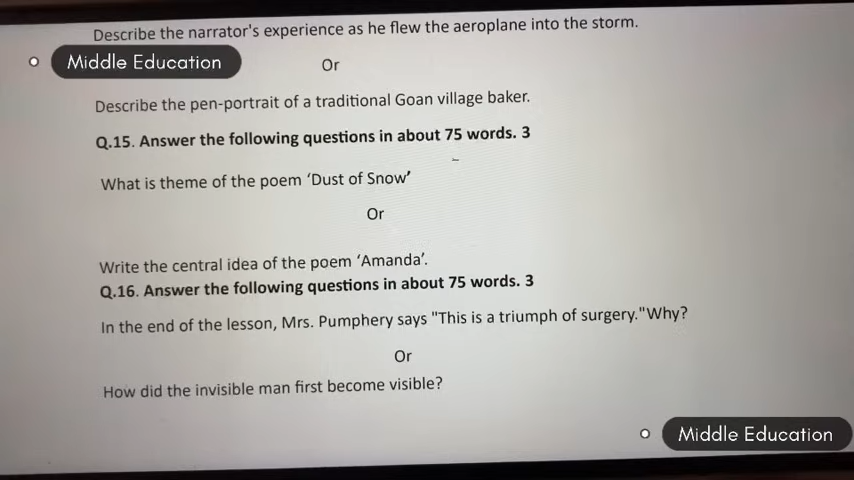 Describe the narrator's experience as he flew the aeroplane into the storm.
Middle Education
Or
Describe the pen-portrait of a traditional Goan village baker.
Q.15. Answer the following questions in about 75 words. 3
What is theme of the poem ‘Dust of Snow’
Or
Write the central idea of the poem ‘Amanda’.
Q.16. Answer the following questions in about 75 words. 3
In the end of the lesson, Mrs. Pumphery says "This is a triumph of surgery."Why?
Or
How did the invisible man first become visible?
Middle Education